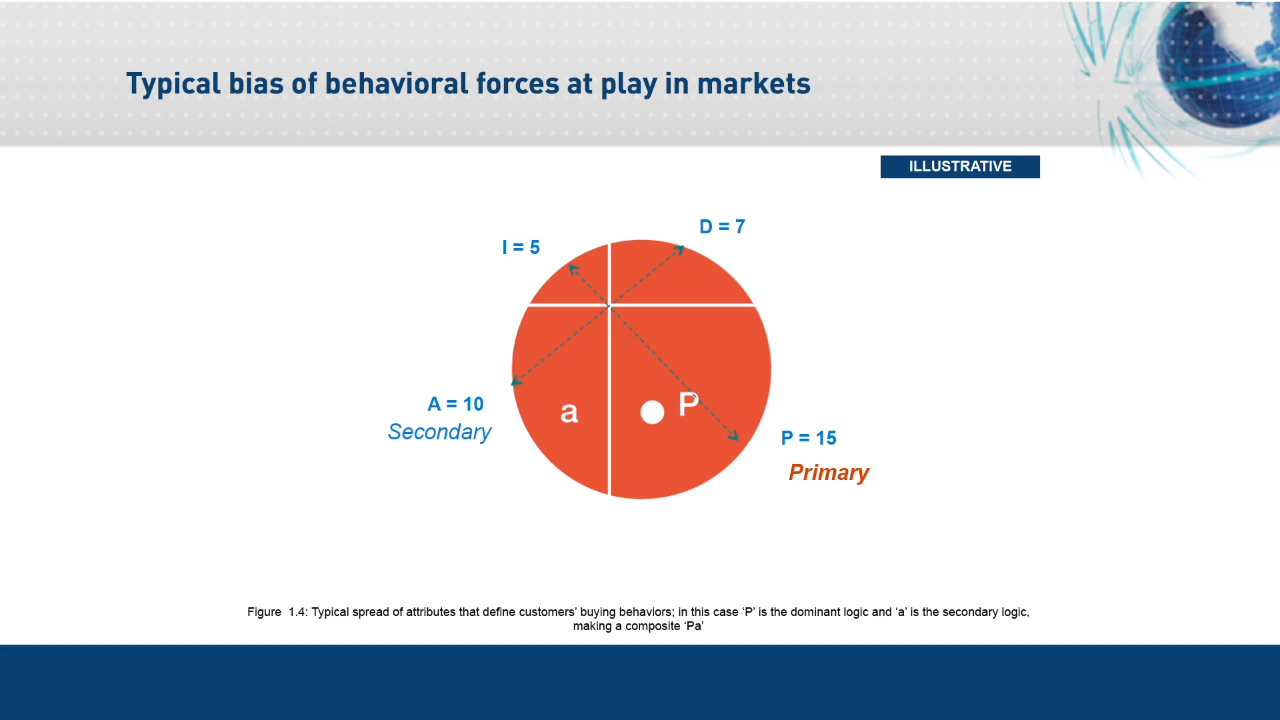 Typical bias of behavioral forces at play in markets
ILLUSTRATIVE
I = 5
D = 7
a
P
A = 10
Secondary
P = 15
Primary
Figure 1.4: Typical spread of attributes that define customers' buying behaviors; in this case ‘P’ is the dominant logic and ‘a’ is the secondary logic,
making a composite ‘Pa’